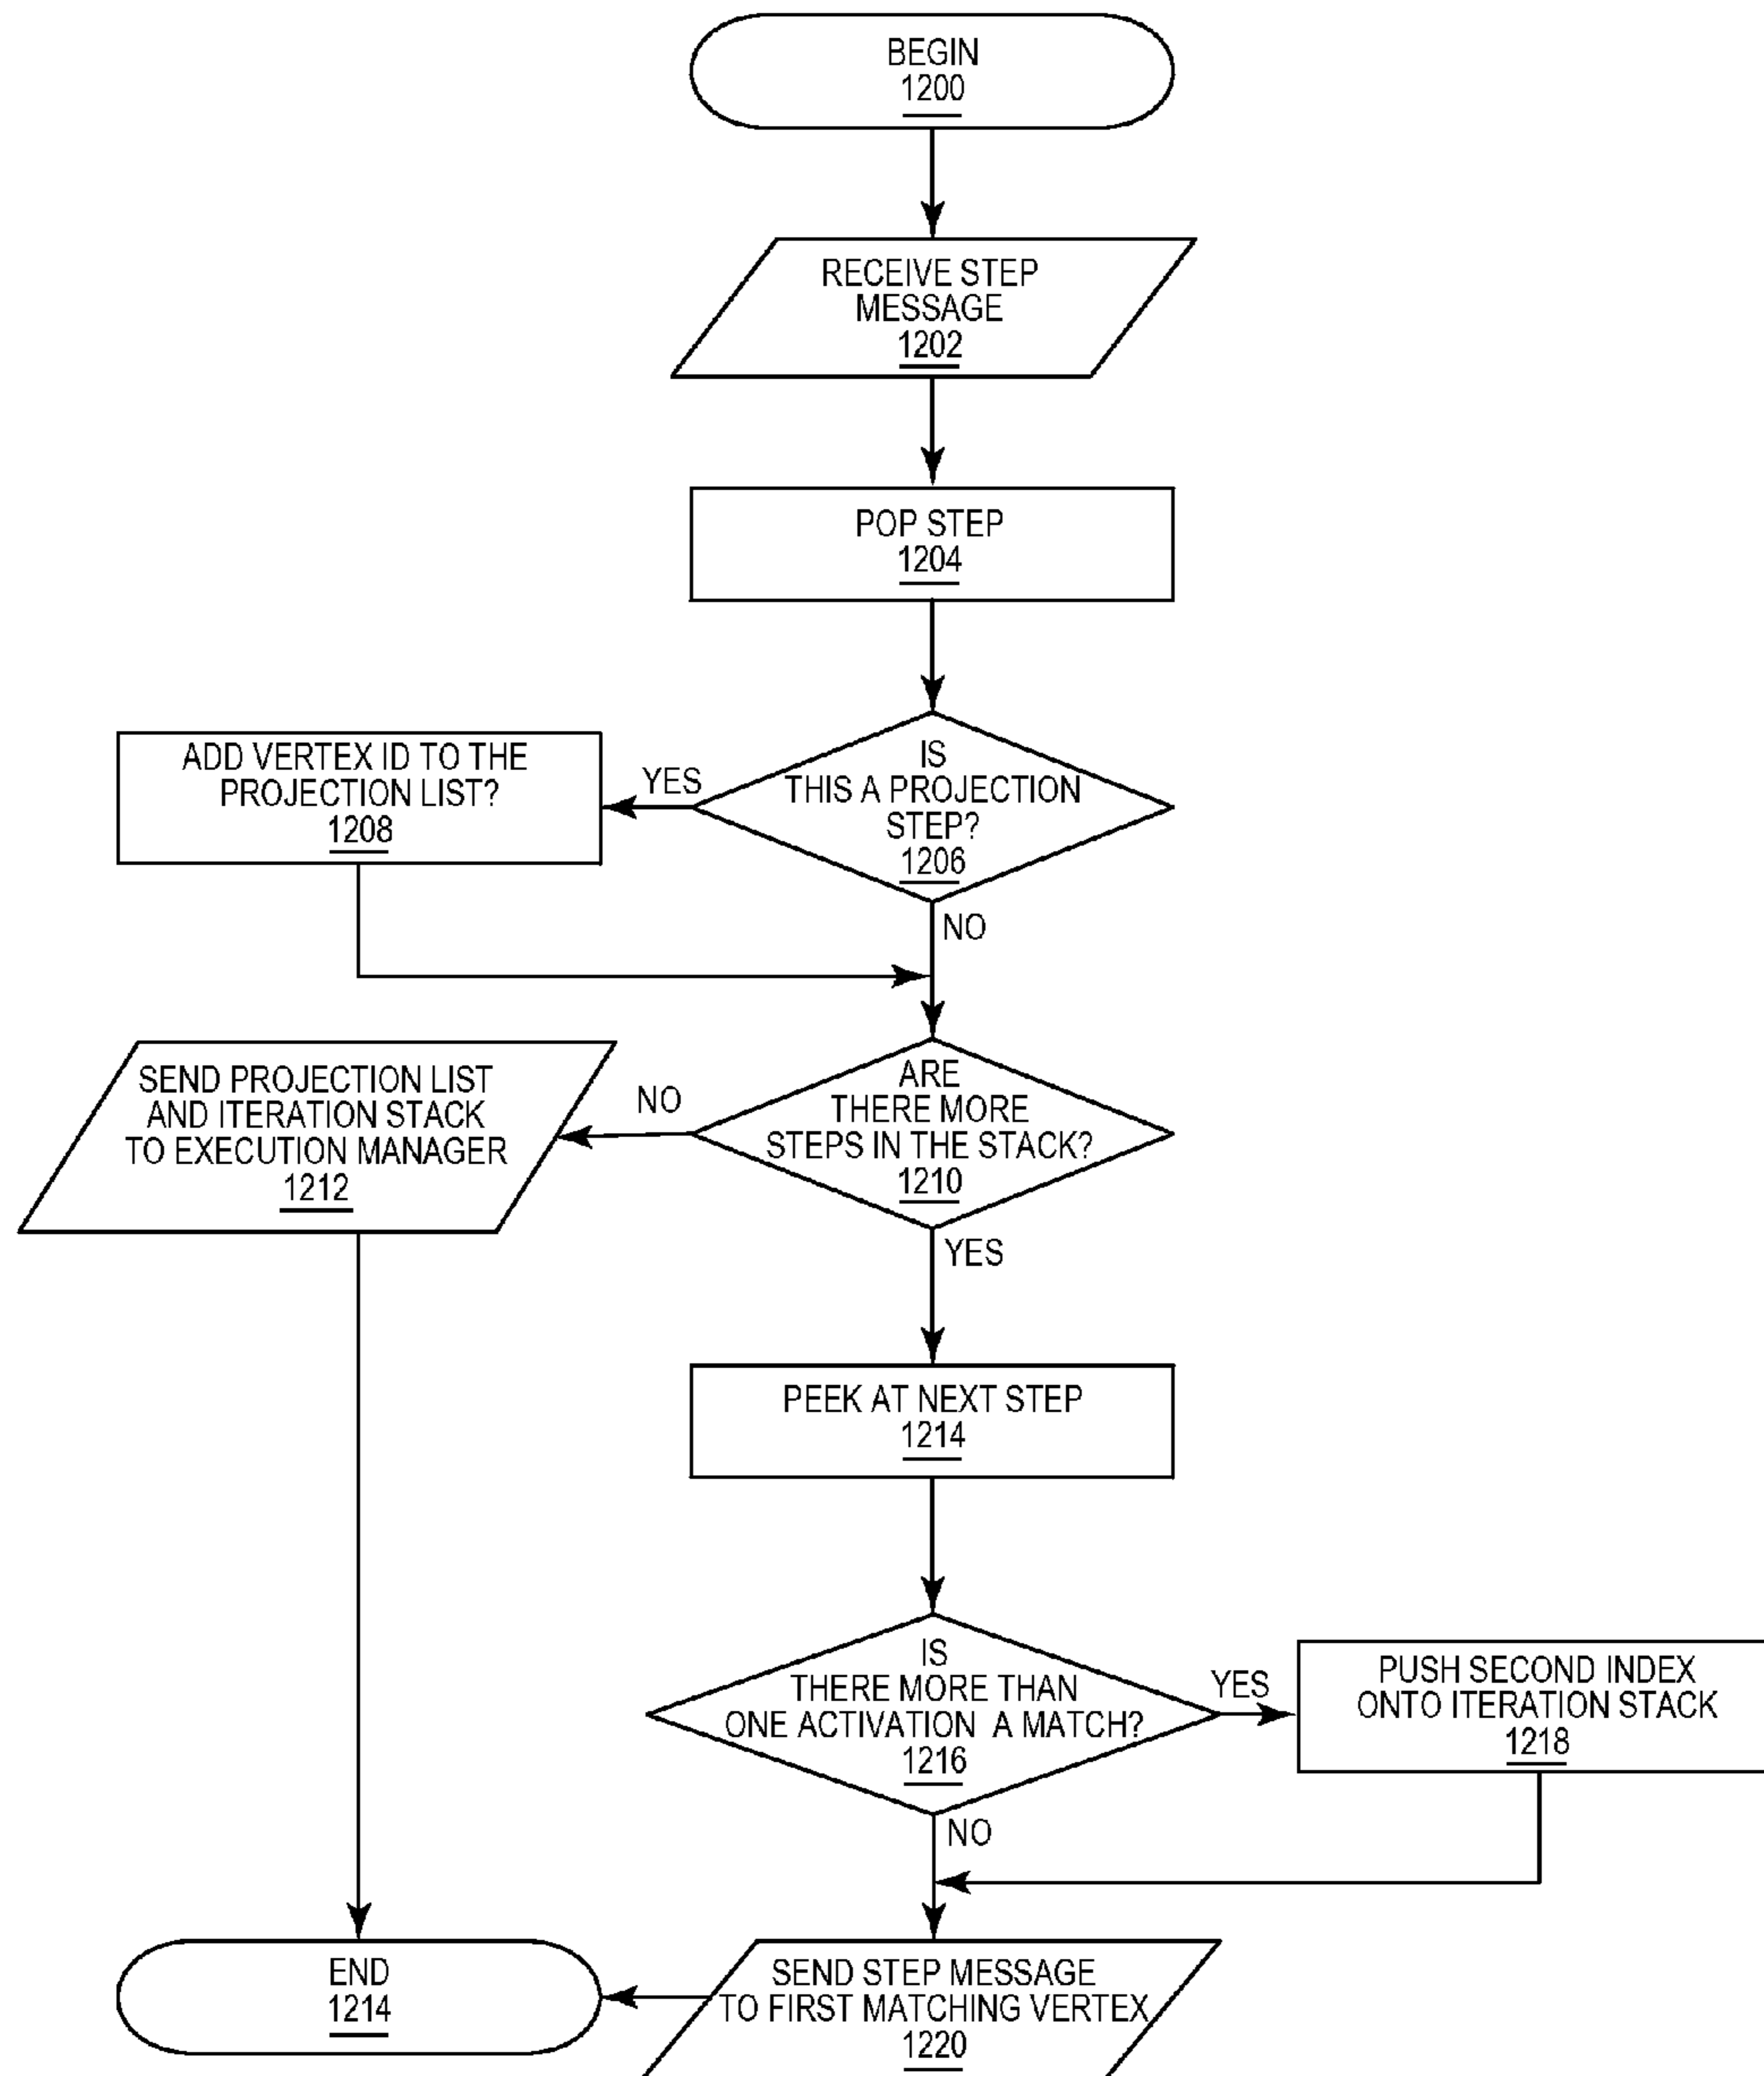 BEGIN
1200
RECEIVE STEP
MESSAGE
1202
POP STEP
1204
IS
THIS A PROJECTION
STEP?
1206
YES
ADD VERTEX ID TO THE
PROJECTION LIST?
1208
NO
ARE
THERE MORE
STEPS IN THE STACK?
1210
NO
SEND PROJECTION LIST
AND ITERATION STACK
TO EXECUTION MANAGER
1212
YES
PEEK AT NEXT STEP
1214
IS
THERE MORE THAN
ONE ACTIVATION A MATCH?
1216
YES
PUSH SECOND INDEX
ONTO ITERATION STACK
1218
NO
SEND STEP MESSAGE
TO FIRST MATCHING VERTEX
1220
END
1214